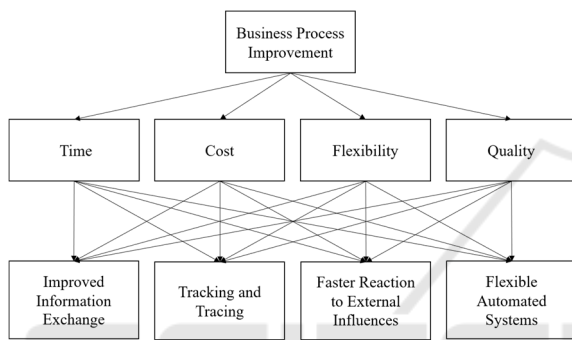 Business Process
Improvement
Time
Cost
Flexibility
Quality
Improved
Information
Exchange
Tracking and
Tracing
Faster Reaction
to External
Influences
Flexible
Automated
Systems